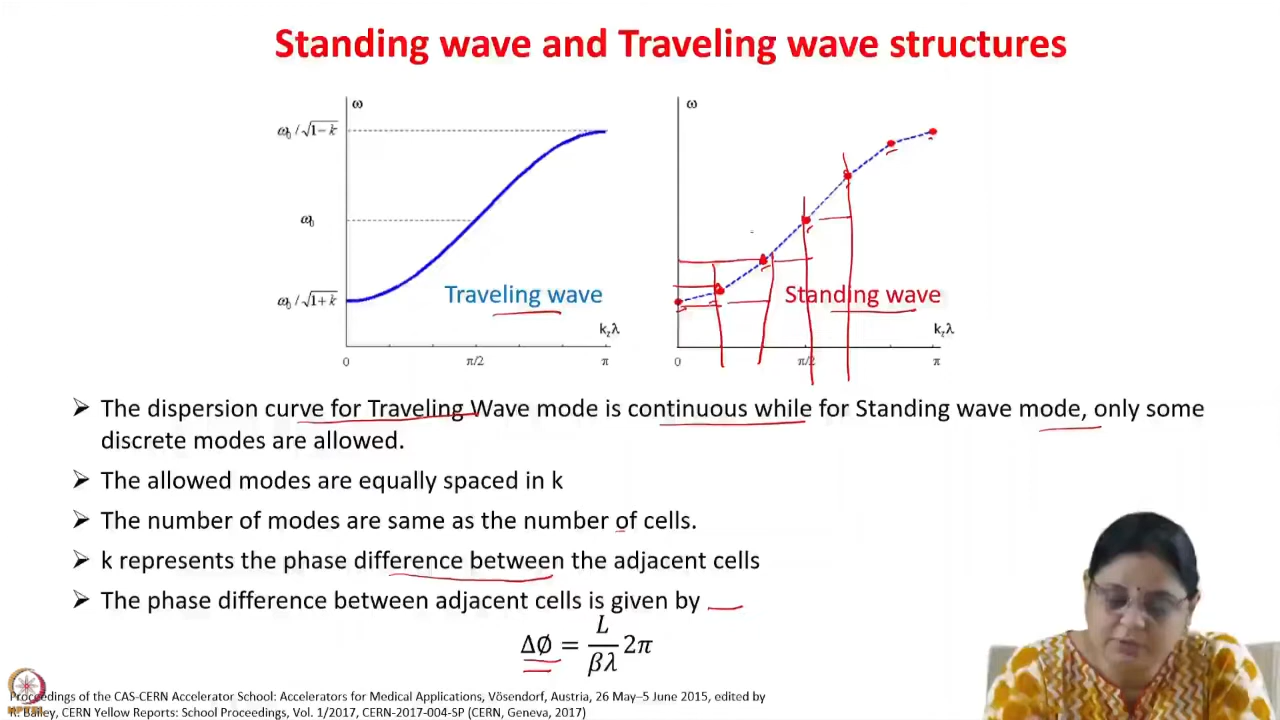 Standing wave and Traveling wave structures
ω
ω₀/√1−k
ω₀
ω₀/√1+k
Traveling wave
k_zλ
0
π/2
π
ω
Standing wave
k_zλ
0
π/2
π
➢ The dispersion curve for Traveling Wave mode is continuous while for Standing wave mode, only some
discrete modes are allowed.
➢ The allowed modes are equally spaced in k
➢ The number of modes are same as the number of cells.
➢ k represents the phase difference between the adjacent cells
➢ The phase difference between adjacent cells is given by
ΔØ = L/βλ 2π
Proceedings of the CAS-CERN Accelerator School: Accelerators for Medical Applications, Vösendorf, Austria, 26 May–5 June 2015, edited by
R. Bailey, CERN Yellow Reports: School Proceedings, Vol. 1/2017, CERN-2017-004-SP (CERN, Geneva, 2017)